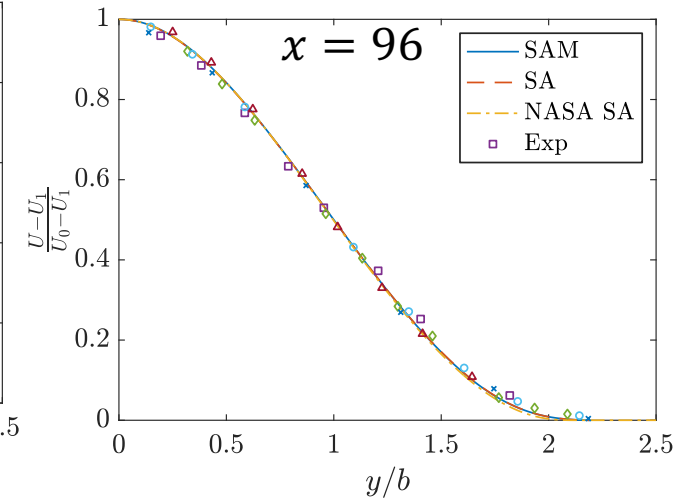 x = 96
SAM
SA
NASA SA
Exp
1
0.8
0.6
0.4
0.2
0
U−U₁
U₀−U₁
0 0.5 1 1.5 2 2.5
y/b
.5